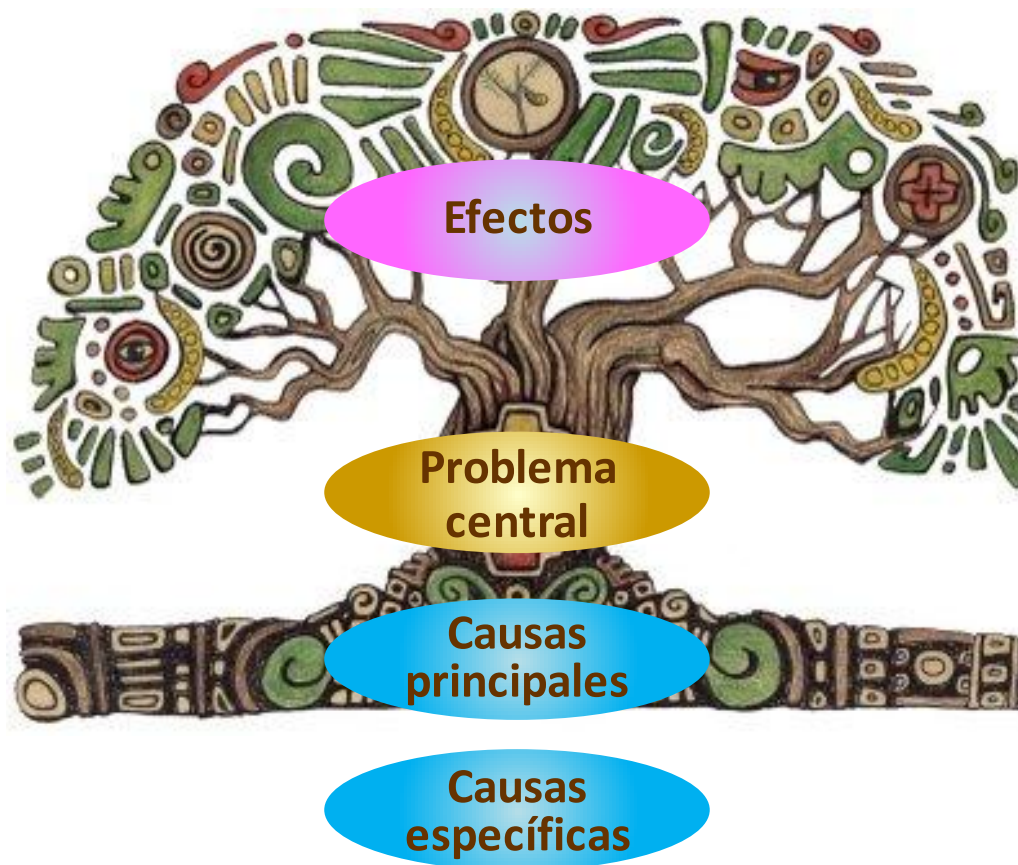 Efectos
Problema
central
Causas
principales
Causas
específicas